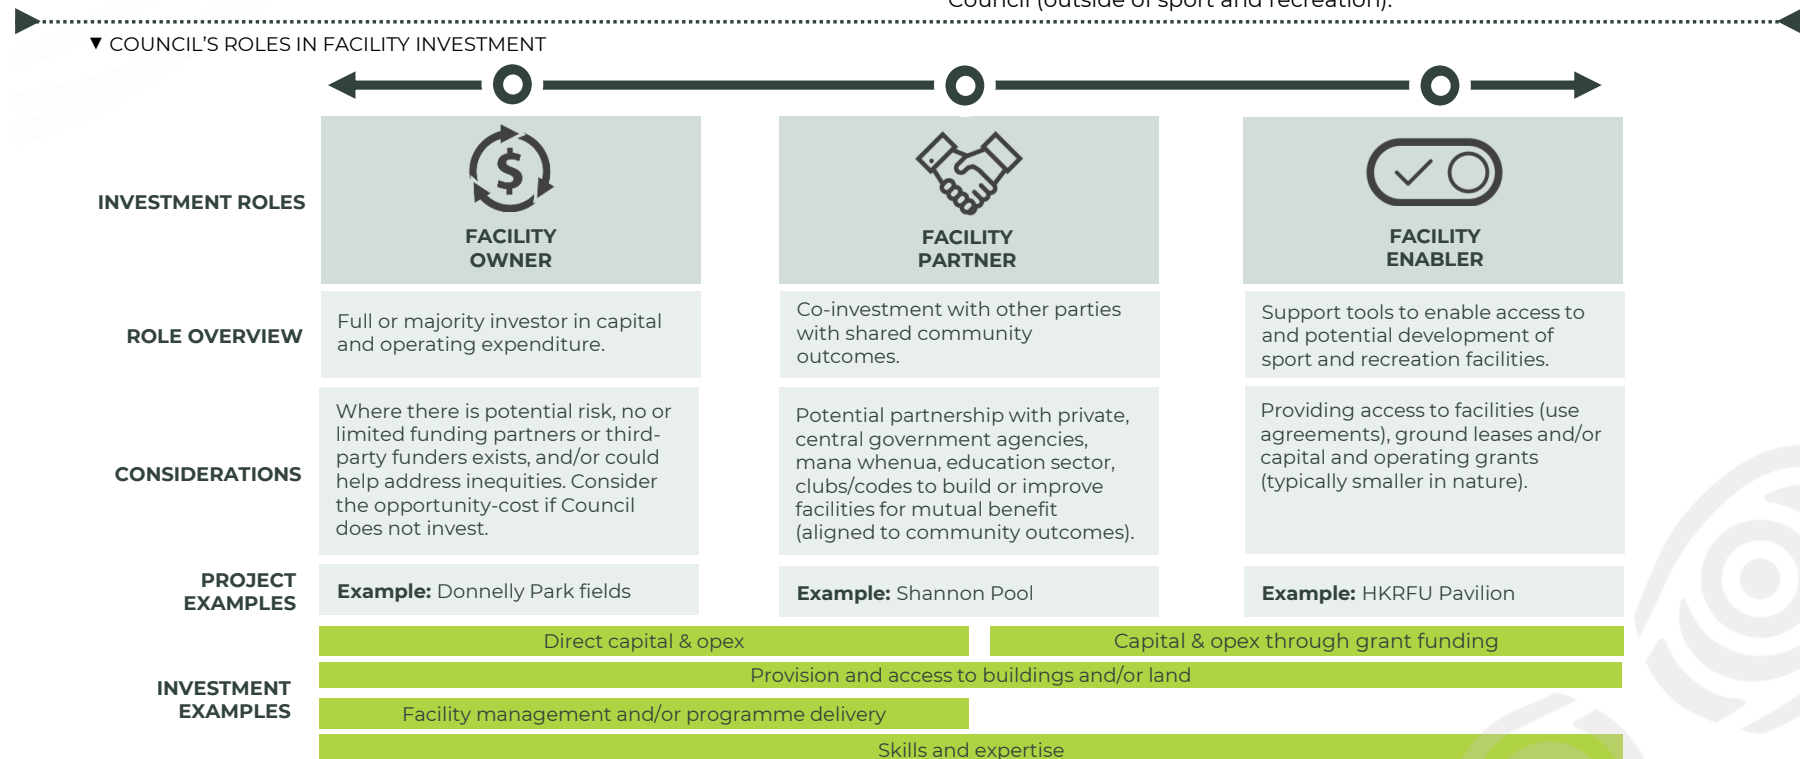 Council (outside of sport and recreation).
▼ COUNCIL'S ROLES IN FACILITY INVESTMENT
INVESTMENT ROLES
FACILITY
OWNER
FACILITY
PARTNER
FACILITY
ENABLER
ROLE OVERVIEW
Full or majority investor in capital
and operating expenditure.
Co-investment with other parties
with shared community
outcomes.
Support tools to enable access to
and potential development of
sport and recreation facilities.
CONSIDERATIONS
Where there is potential risk, no or
limited funding partners or third-
party funders exists, and/or could
help address inequities. Consider
the opportunity-cost if Council
does not invest.
Potential partnership with private,
central government agencies,
mana whenua, education sector,
clubs/codes to build or improve
facilities for mutual benefit
(aligned to community outcomes).
Providing access to facilities (use
agreements), ground leases and/or
capital and operating grants
(typically smaller in nature).
PROJECT
EXAMPLES
Example: Donnelly Park fields
Example: Shannon Pool
Example: HKRFU Pavilion
INVESTMENT
EXAMPLES
Direct capital & opex
Capital & opex through grant funding
Provision and access to buildings and/or land
Facility management and/or programme delivery
Skills and expertise